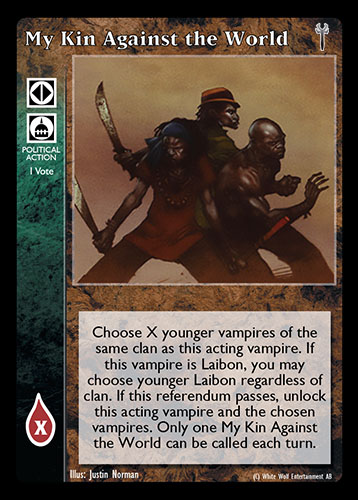 My Kin Against the World
POLITICAL
ACTION
1 Vote
Choose X younger vampires of the
same clan as this acting vampire. If
this vampire is Laibon, you may
choose younger Laibon regardless of
clan. If this referendum passes, unlock
this acting vampire and the chosen
vampires. Only one My Kin Against
the World can be called each turn.
X
Illus: Justin Norman
(C) White Wolf Entertainment AB